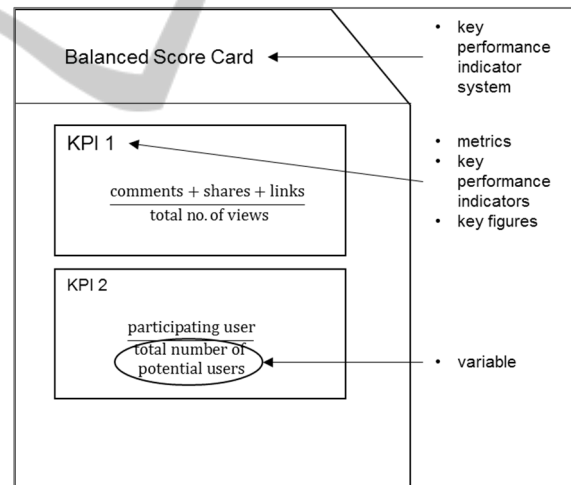 Balanced Score Card
• key
performance
indicator
system
KPI 1
comments + shares + links
total no. of views
• metrics
• key
performance
indicators
• key figures
KPI 2
participating user
total number of
potential users
• variable